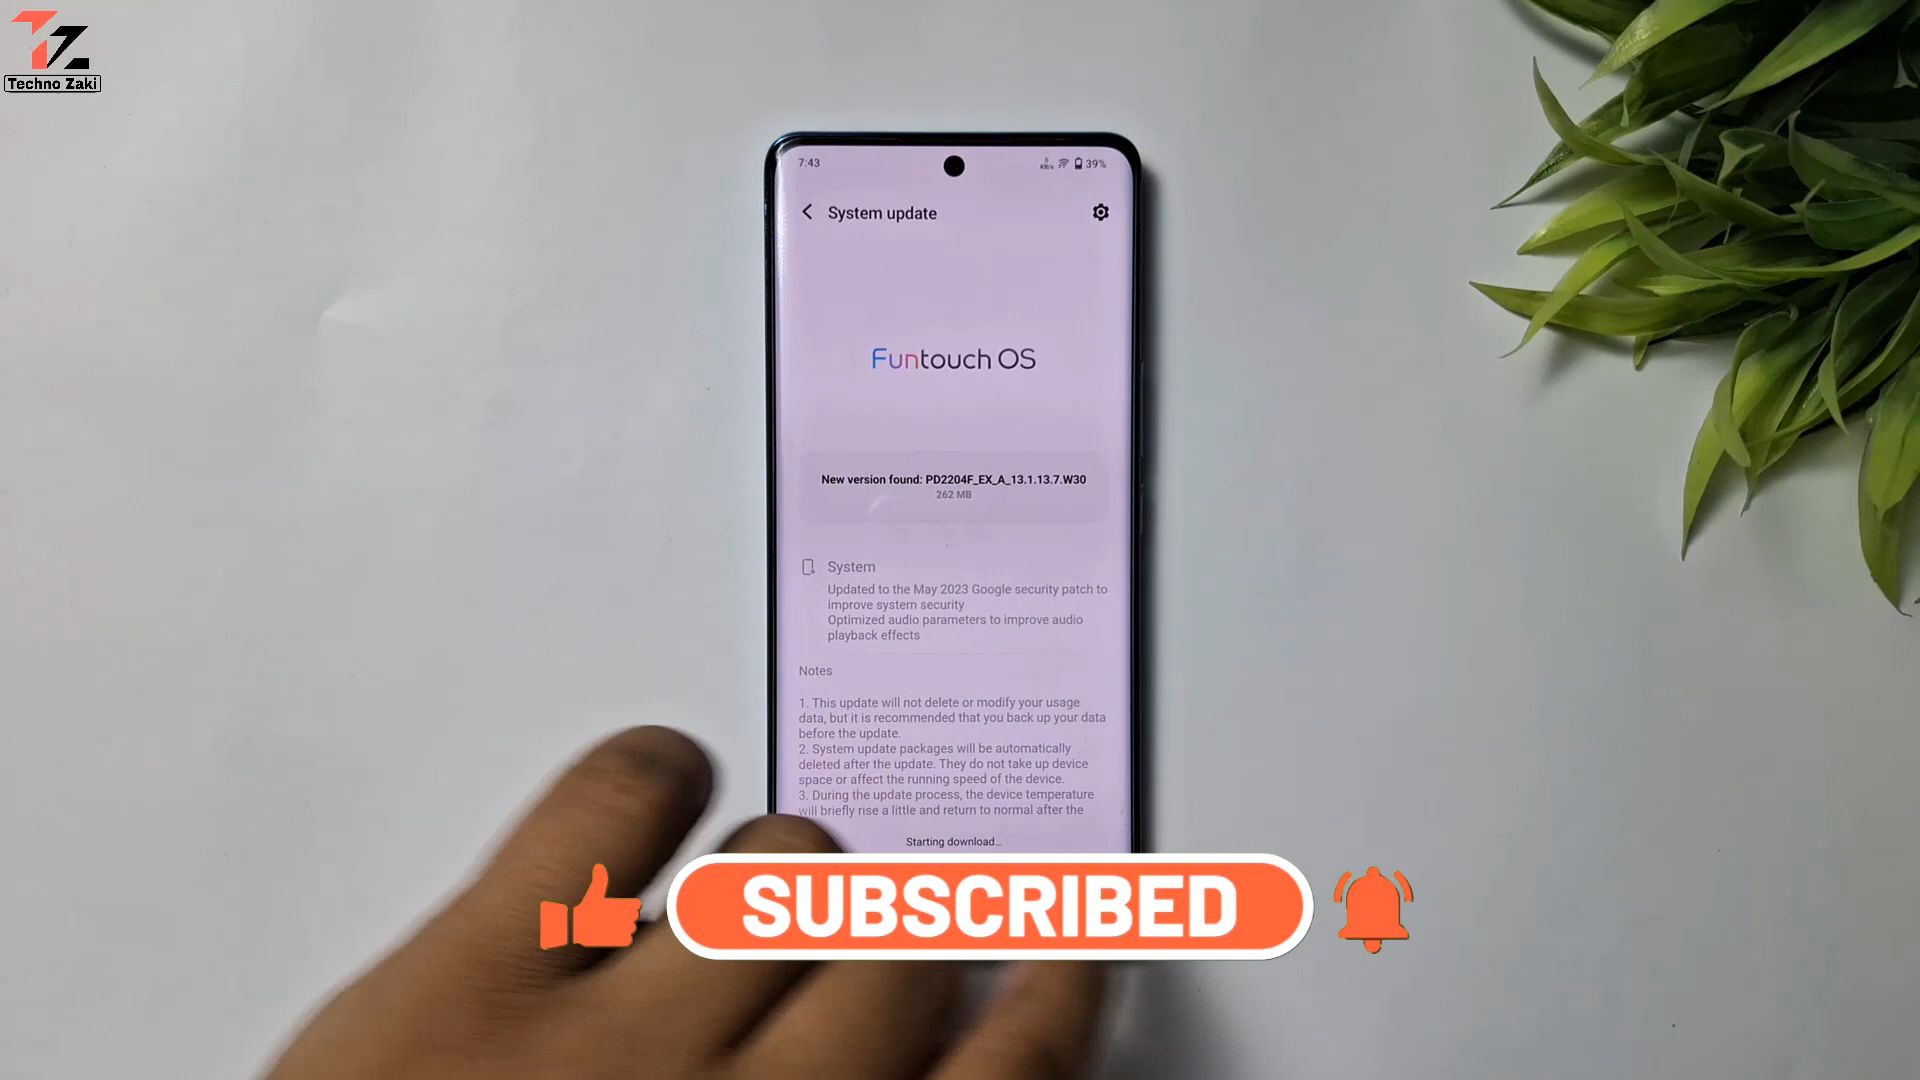 TZ
Techno Zaki
7:43
0
KB/s
39%
System update
Funtouch OS
New version found: PD2204F_EX_A_13.1.13.7.W30
262 MB
System
Updated to the May 2023 Google security patch to
improve system security
Optimized audio parameters to improve audio
playback effects
Notes
1. This update will not delete or modify your usage
data, but it is recommended that you back up your data
before the update.
2. System update packages will be automatically
deleted after the update. They do not take up device
space or affect the running speed of the device.
3. During the update process, the device temperature
will briefly rise a little and return to normal after the
Starting download...
SUBSCRIBED